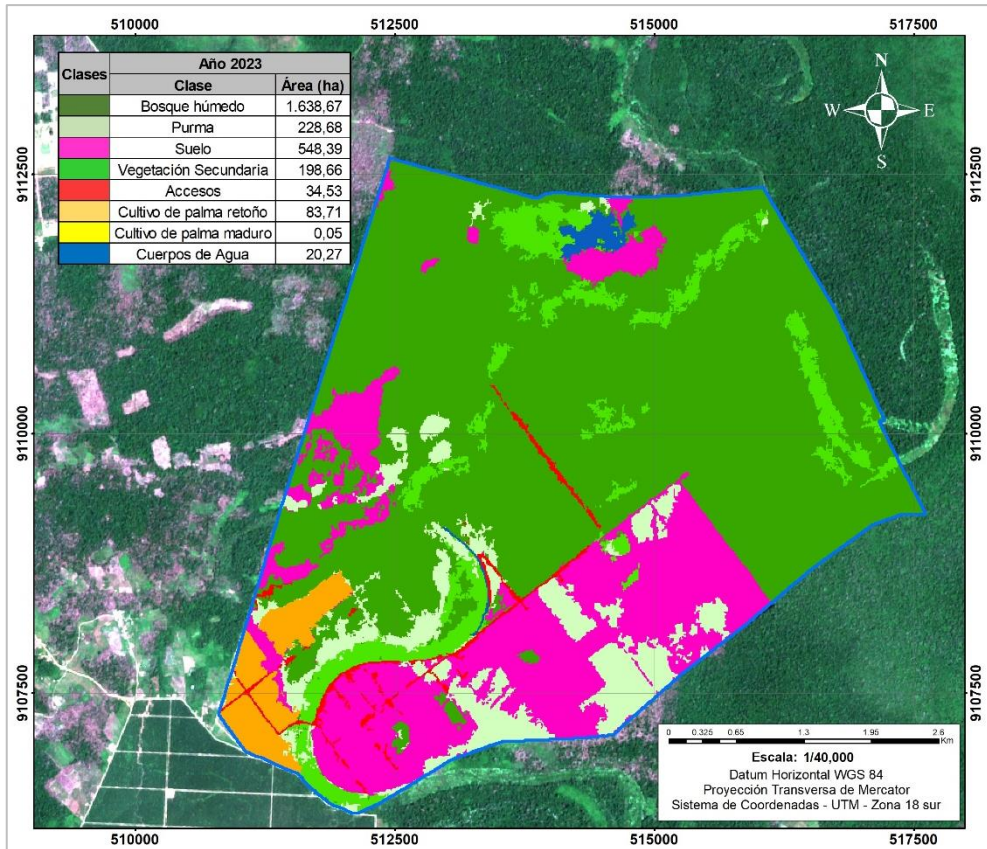 510000 512500 515000 517500
Clases Año 2023
Clase Área (ha)
Bosque húmedo 1.638,67
Purma 228,68
Suelo 548,39
Vegetación Secundaria 198,66
Accesos 34,53
Cultivo de palma retoño 83,71
Cultivo de palma maduro 0,05
Cuerpos de Agua 20,27
N
W E
S
9112500 9112500
9110000 9110000
9107500 9107500
0 0.325 0.65 1.3 1.95 2.6
Km
Escala: 1/40,000
Datum Horizontal WGS 84
Proyección Transversa de Mercator
Sistema de Coordenadas - UTM - Zona 18 sur
510000 512500 515000 517500